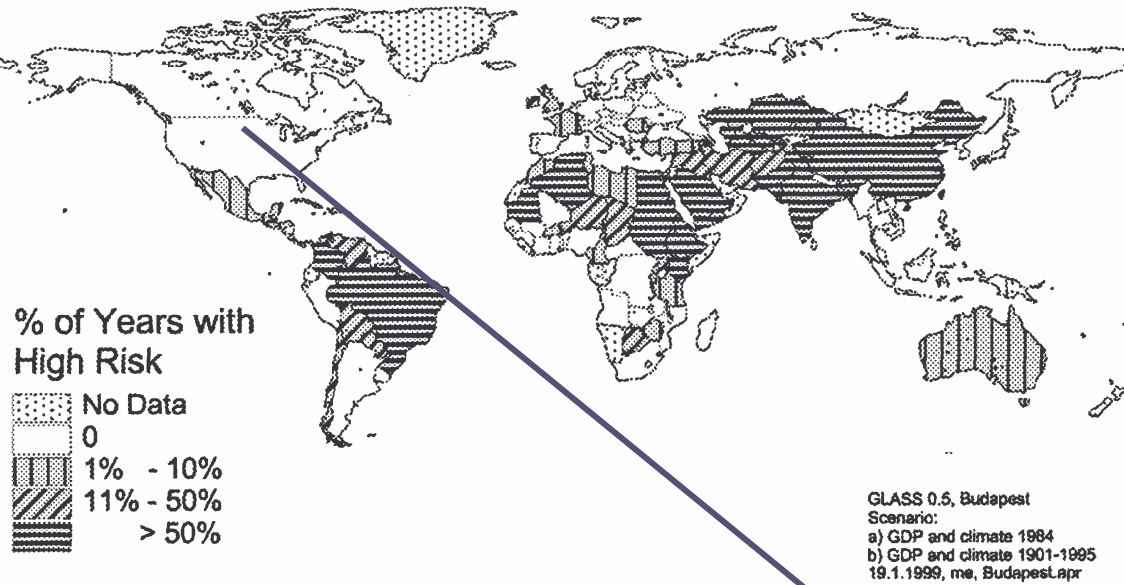 % of Years with
High Risk
No Data
0
1% - 10%
11% - 50%
> 50%
GLASS 0.5, Budapest
Scenario:
a) GDP and climate 1984
b) GDP and climate 1901-1995
19.1.1999, me, Budapest.apr